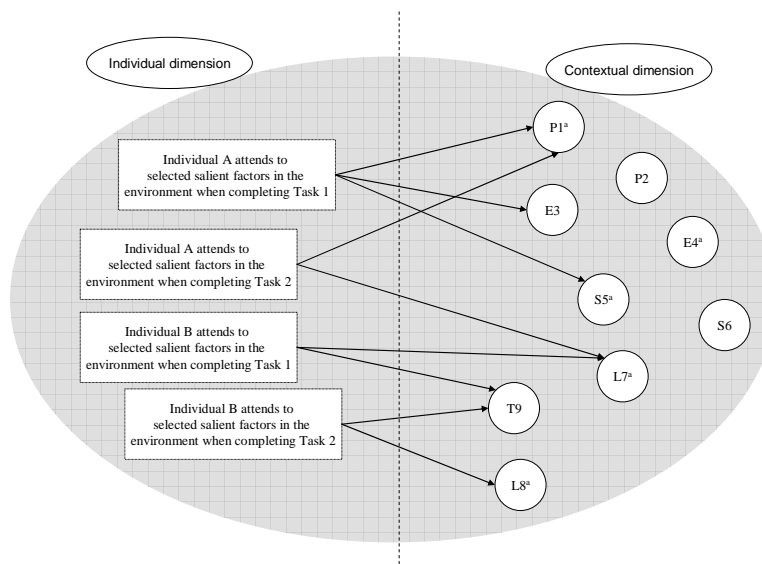 Individual dimension
Contextual dimension
P1ᵃ
Individual A attends to
selected salient factors in the
environment when completing Task 1
P2
E3
Individual A attends to
selected salient factors in the
environment when completing Task 2
E4ᵃ
S5ᵃ
S6
Individual B attends to
selected salient factors in the
environment when completing Task 1
L7ᵃ
Individual B attends to
selected salient factors in the
environment when completing Task 2
T9
L8ᵃ